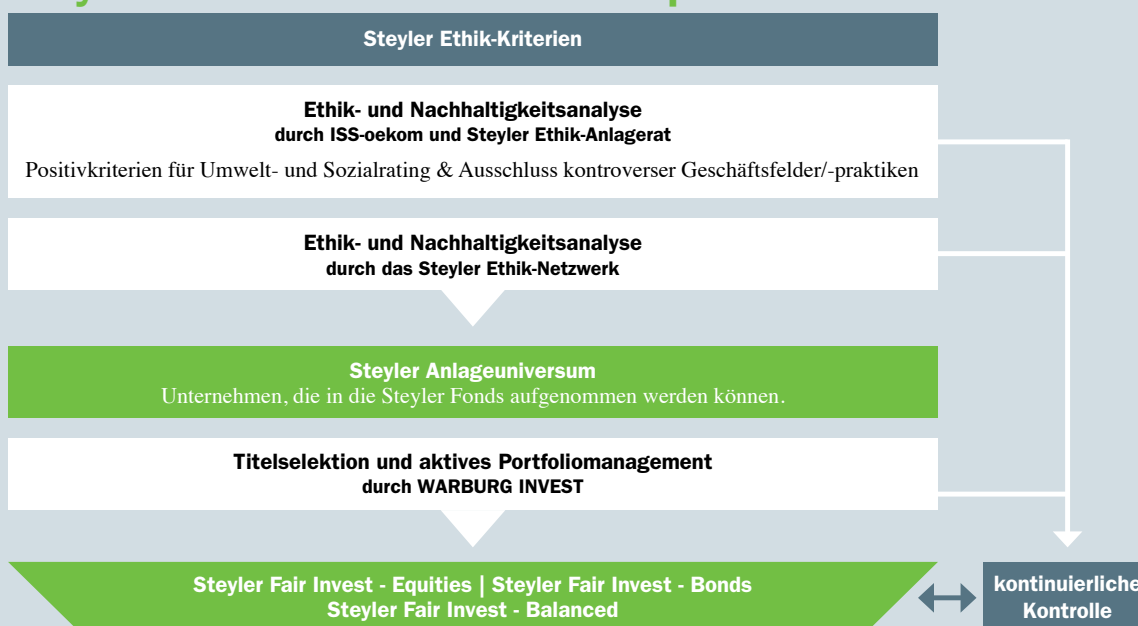 Steyler Ethik-Kriterien
Ethik- und Nachhaltigkeitsanalyse
durch ISS-oekom und Steyler Ethik-Anlagerat
Positivkriterien für Umwelt- und Sozialrating & Ausschluss kontroverser Geschäftsfelder/-praktiken
Ethik- und Nachhaltigkeitsanalyse
durch das Steyler Ethik-Netzwerk
Steyler Anlageuniversum
Unternehmen, die in die Steyler Fonds aufgenommen werden können.
Titelselektion und aktives Portfoliomanagement
durch WARBURG INVEST
Steyler Fair Invest - Equities | Steyler Fair Invest - Bonds
Steyler Fair Invest - Balanced
kontinuierliche
Kontrolle